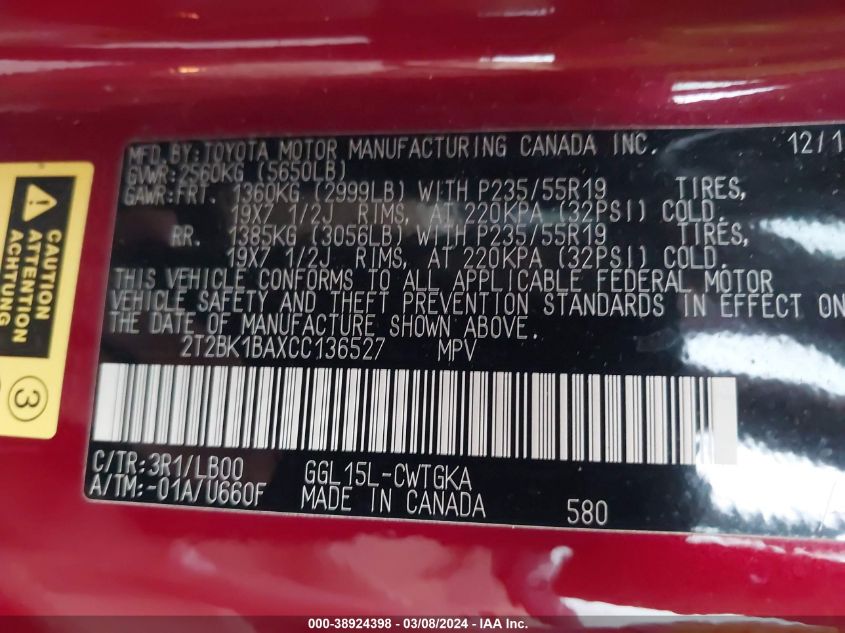 MFD. BY: TOYOTA MOTOR MANUFACTURING CANADA INC. 12/1
GVWR: 2560KG (5650LB)
GAWR: FRT. 1360KG (2999LB) WITH P235/55R19 TIRES,
19X7 1/2J RIMS, AT 220KPA (32PSI) COLD.
RR. 1385KG (3056LB) WITH P235/55R19 TIRES,
19X7 1/2J RIMS, AT 220KPA (32PSI) COLD.
THIS VEHICLE CONFORMS TO ALL APPLICABLE FEDERAL MOTOR
VEHICLE SAFETY AND THEFT PREVENTION STANDARDS IN EFFECT ON
THE DATE OF MANUFACTURE SHOWN ABOVE.
2T2BK1BAXCC136527 MPV
C/TR: 3R1/LB00 GGL15L-CWTGKA
A/TM: -01A/U660F MADE IN CANADA 580
CAUTION
ATTENTION
ACHTUNG
3
000-38924398 - 03/08/2024 - IAA Inc.